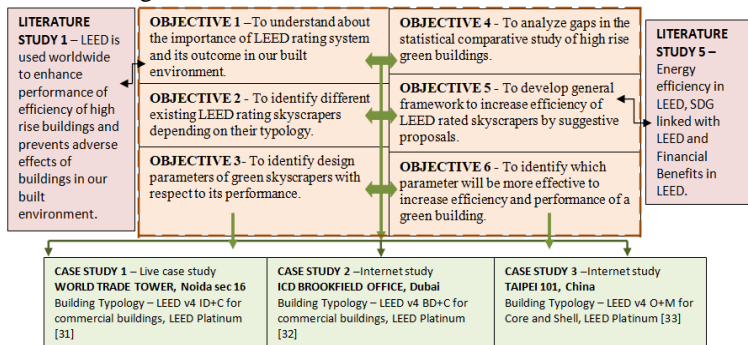 LITERATURE
STUDY 1 – LEED is
used worldwide
to enhance
performance of
efficiency of high
rise buildings and
prevents adverse
effects of
buildings in our
built
environment.
OBJECTIVE 1 –To understand about
the importance of LEED rating system
and its outcome in our built
environment.
OBJECTIVE 2 - To identify different
existing LEED rating skyscrapers
depending on their typology.
OBJECTIVE 3- To identify design
parameters of green skyscrapers with
respect to its performance.
OBJECTIVE 4 - To analyze gaps in the
statistical comparative study of high rise
green buildings.
OBJECTIVE 5 - To develop general
framework to increase efficiency of
LEED rated skyscrapers by suggestive
proposals.
OBJECTIVE 6 - To identify which
parameter will be more effective to
increase efficiency and performance of a
green building.
LITERATURE
STUDY 5 –
Energy
efficiency in
LEED, SDG
linked with
LEED and
Financial
Benefits in
LEED.
CASE STUDY 1 – Live case study
WORLD TRADE TOWER, Noida sec 16
Building Typology – LEED v4 ID+C for
commercial buildings, LEED Platinum
[31]
CASE STUDY 2 –Internet study
ICD BROOKFIELD OFFICE, Dubai
Building Typology – LEED v4 BD+C for
commercial buildings, LEED Platinum
[32]
CASE STUDY 3 –Internet study
TAIPEI 101, China
Building Typology – LEED v4 O+M for
Core and Shell, LEED Platinum [33]